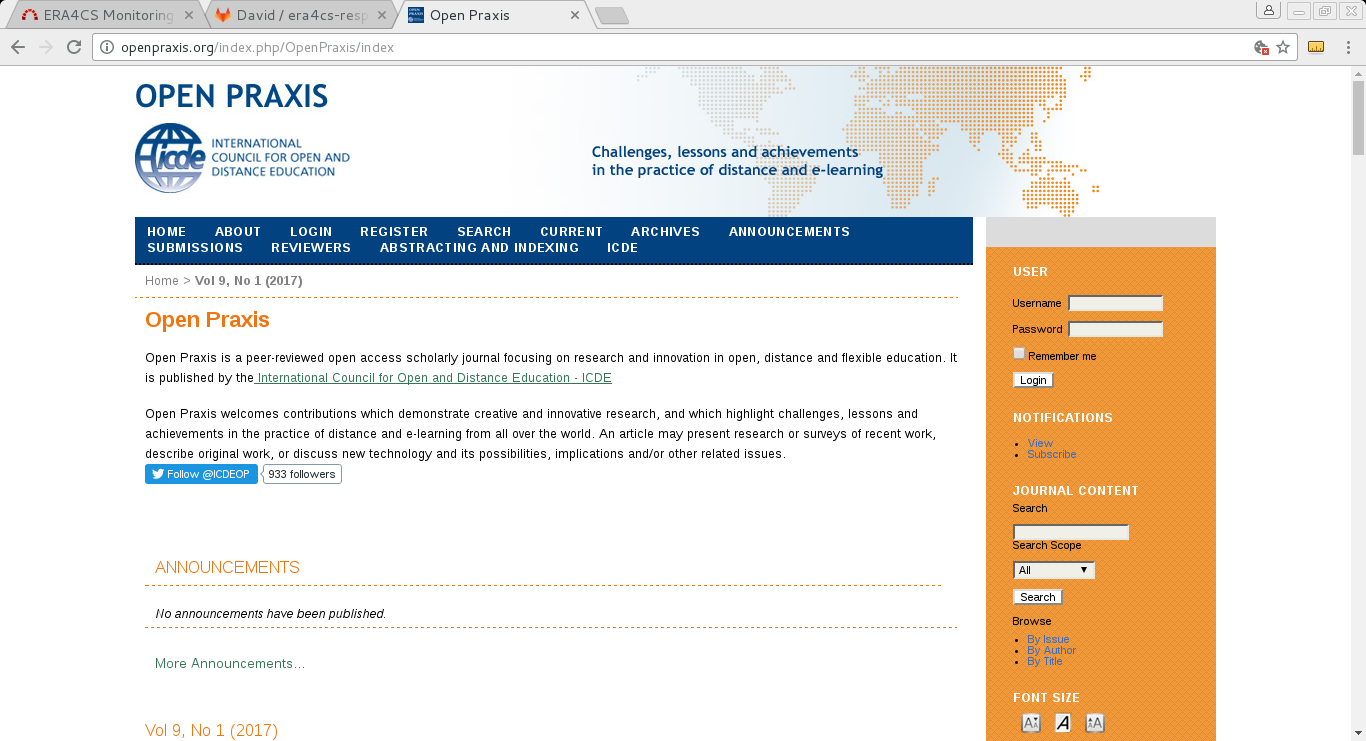 ERA4CS Monitoring
David / era4cs-resp
Open Praxis
openpraxis.org/index.php/OpenPraxis/index
OPEN PRAXIS
icde
INTERNATIONAL
COUNCIL FOR OPEN AND
DISTANCE EDUCATION
Challenges, lessons and achievements
in the practice of distance and e-learning
HOME ABOUT LOGIN REGISTER SEARCH CURRENT ARCHIVES ANNOUNCEMENTS
SUBMISSIONS REVIEWERS ABSTRACTING AND INDEXING ICDE
Home > Vol 9, No 1 (2017)
Open Praxis
Open Praxis is a peer-reviewed open access scholarly journal focusing on research and innovation in open, distance and flexible education. It
is published by the International Council for Open and Distance Education - ICDE
Open Praxis welcomes contributions which demonstrate creative and innovative research, and which highlight challenges, lessons and
achievements in the practice of distance and e-learning from all over the world. An article may present research or surveys of recent work,
describe original work, or discuss new technology and its possibilities, implications and/or other related issues.
Follow @ICDEOP 933 followers
ANNOUNCEMENTS
No announcements have been published.
More Announcements...
Vol 9, No 1 (2017)
USER
Username
Password
Remember me
Login
NOTIFICATIONS
View
Subscribe
JOURNAL CONTENT
Search
Search Scope
All
Search
Browse
By Issue
By Author
By Title
FONT SIZE
AA A AA